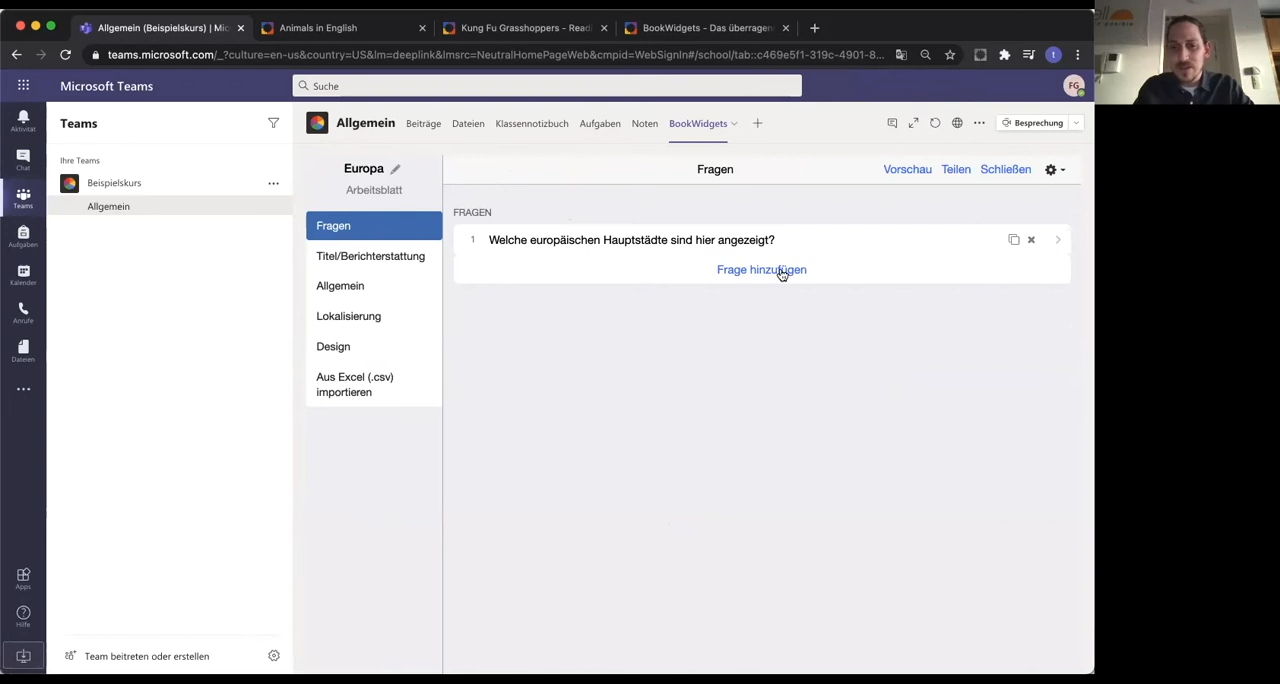 Allgemein (Beispielskurs) | Mic
Animals in English
Kung Fu Grasshoppers - Readi
BookWidgets - Das überragen
teams.microsoft.com/_?culture=en-us&country=US&lm=deeplink&lmsrc=NeutralHomePageWeb&cmpid=WebSignIn#/school/tab::c469e5f1-319c-4901-8...
t
Microsoft Teams
Suche
FG
Aktivität
Chat
Teams
Aufgaben
Kalender
Anrufe
Dateien
Apps
Hilfe
Teams
Ihre Teams
Beispielskurs
Allgemein
Team beitreten oder erstellen
Allgemein
Beiträge
Dateien
Klassennotizbuch
Aufgaben
Noten
BookWidgets
Besprechung
Europa
Arbeitsblatt
Fragen
Titel/Berichterstattung
Allgemein
Lokalisierung
Design
Aus Excel (.csv)
importieren
Fragen
Vorschau
Teilen
Schließen
FRAGEN
1 Welche europäischen Hauptstädte sind hier angezeigt?
Frage hinzufügen